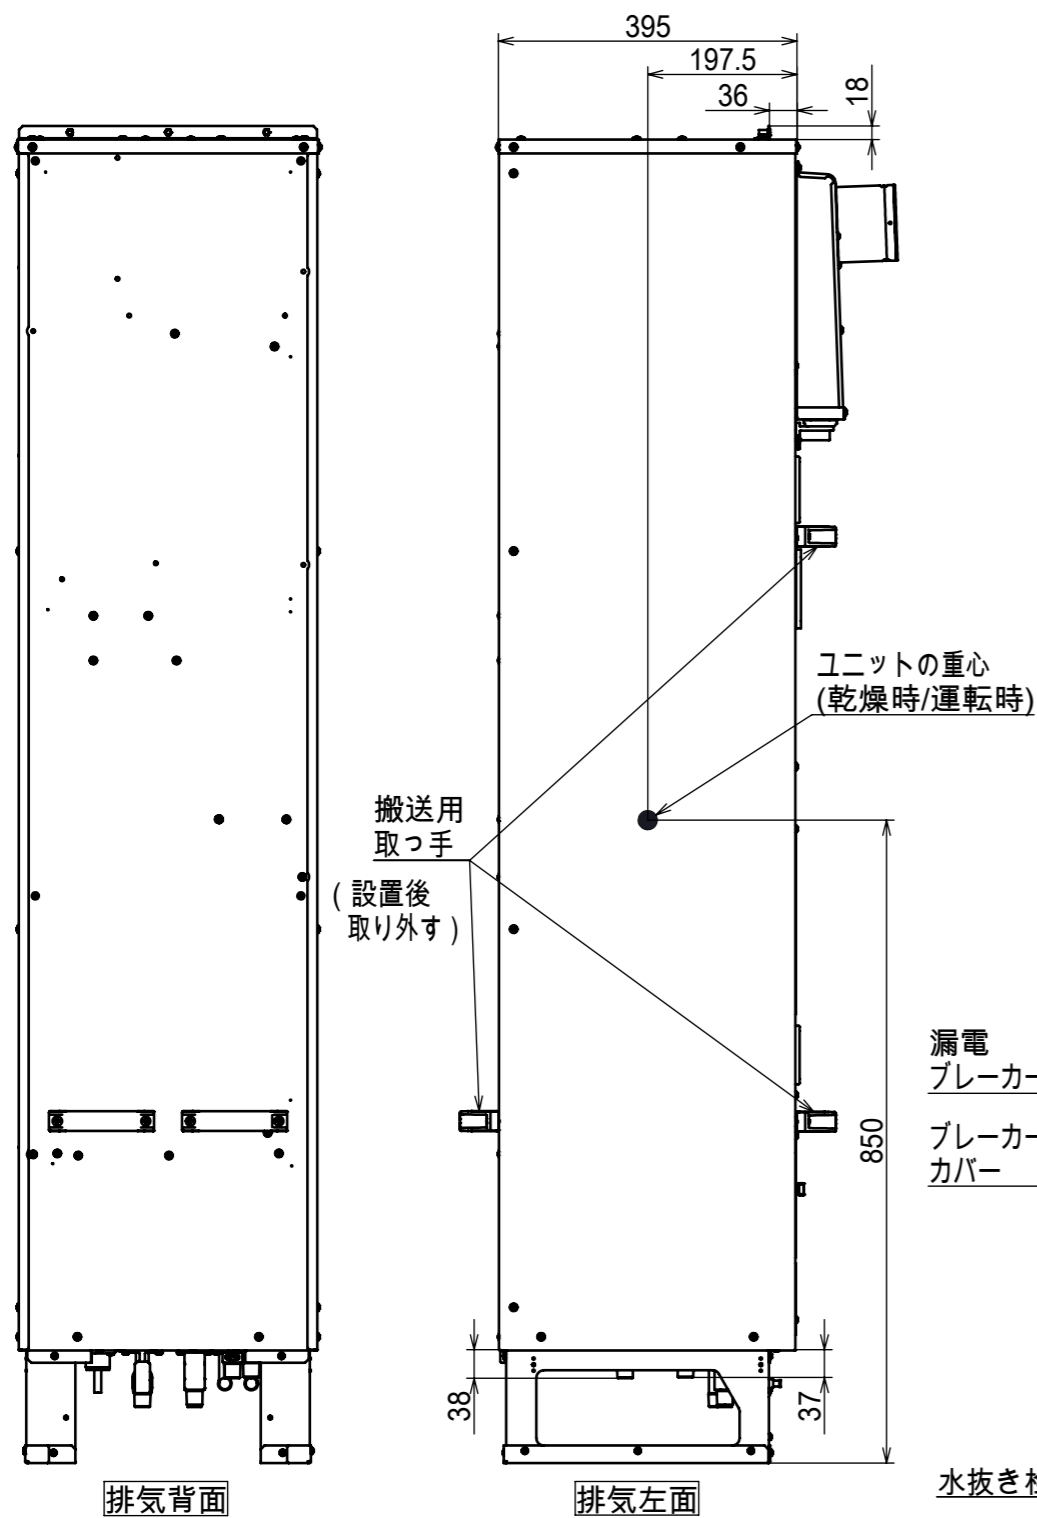 395
197.5
36
18
ユニットの重心
(乾燥時/運転時)
搬送用
取っ手
(設置後
取り外す)
漏電
ブレーカー
ブレーカー
カバー
850
38
37
排気背面
排気左面
水抜き